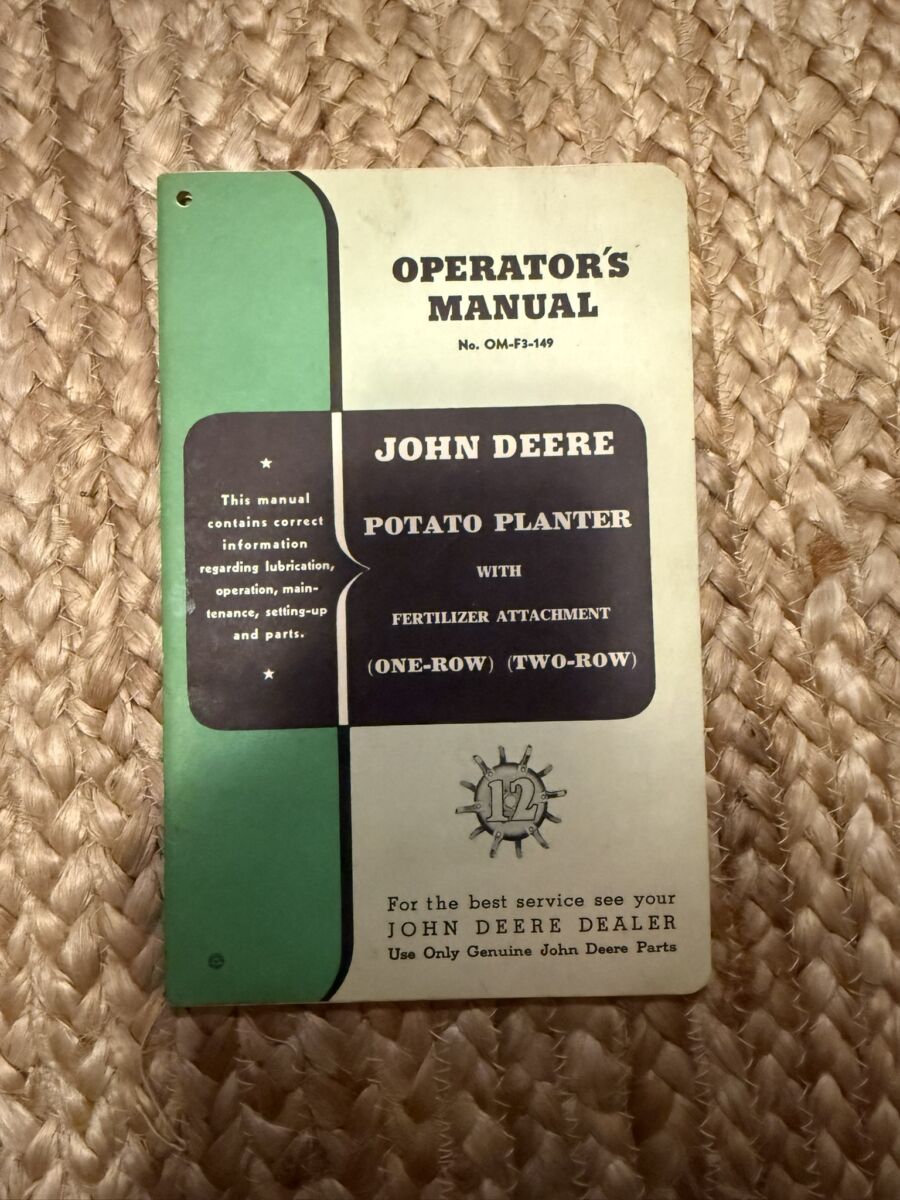 OPERATOR'S
MANUAL
No. OM-F3-149
★
This manual
contains correct
information
regarding lubrication,
operation, main-
tenance, setting-up
and parts.
★
JOHN DEERE
POTATO PLANTER
WITH
FERTILIZER ATTACHMENT
(ONE-ROW) (TWO-ROW)
12
For the best service see your
JOHN DEERE DEALER
Use Only Genuine John Deere Parts